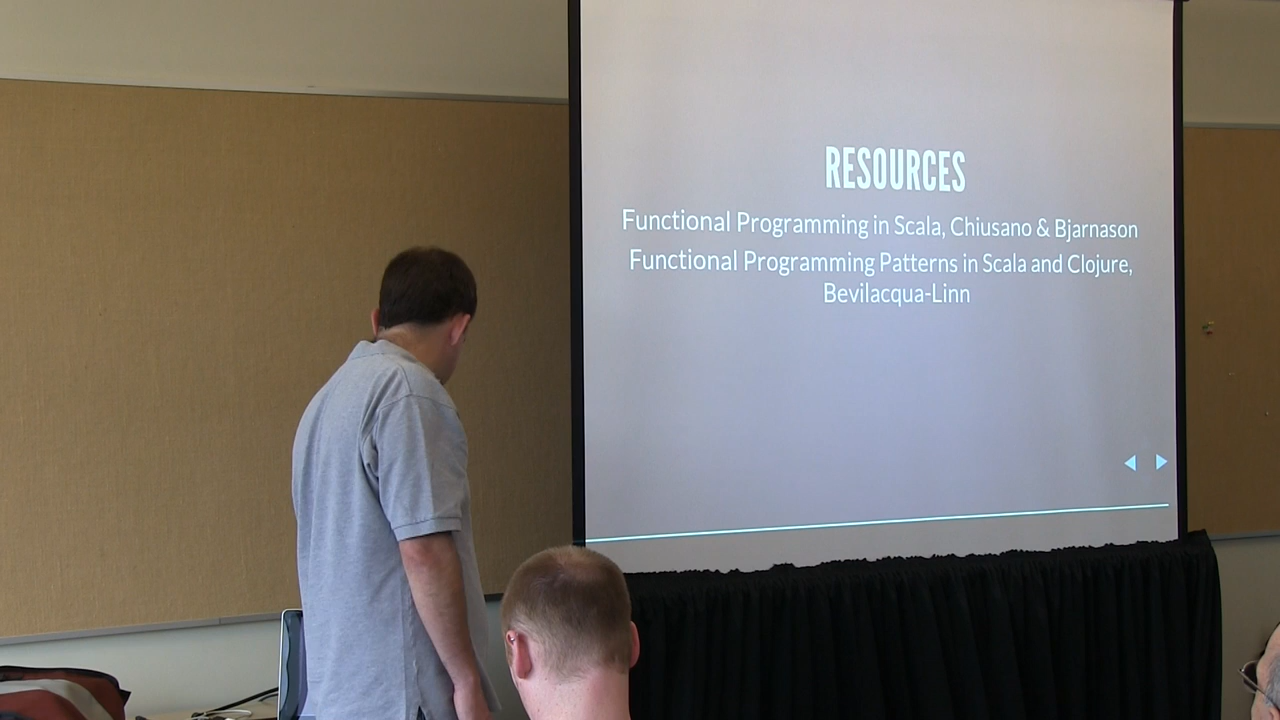 RESOURCES
Functional Programming in Scala, Chiusano & Bjarnason
Functional Programming Patterns in Scala and Clojure,
Bevilacqua-Linn